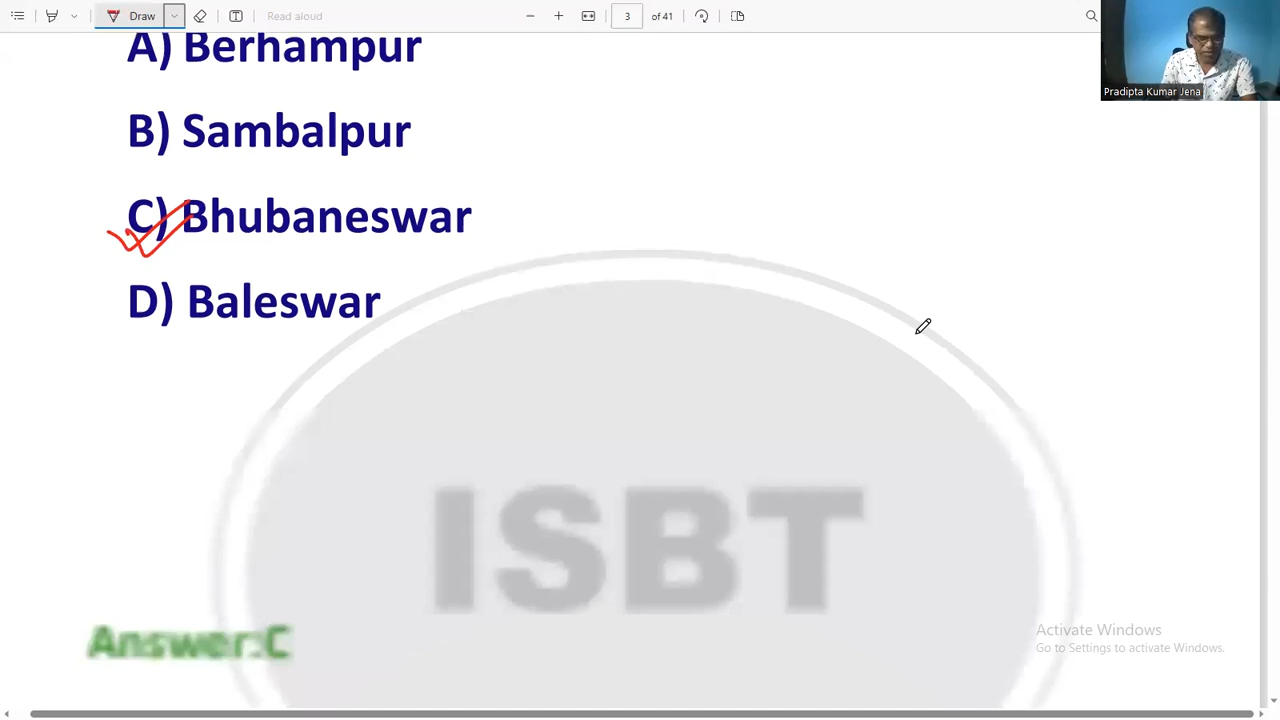 Draw
Read aloud
3 of 41
Pradipta Kumar Jena
A) Berhampur
B) Sambalpur
C) Bhubaneswar
D) Baleswar
ISBT
Answer:C
Activate Windows
Go to Settings to activate Windows.